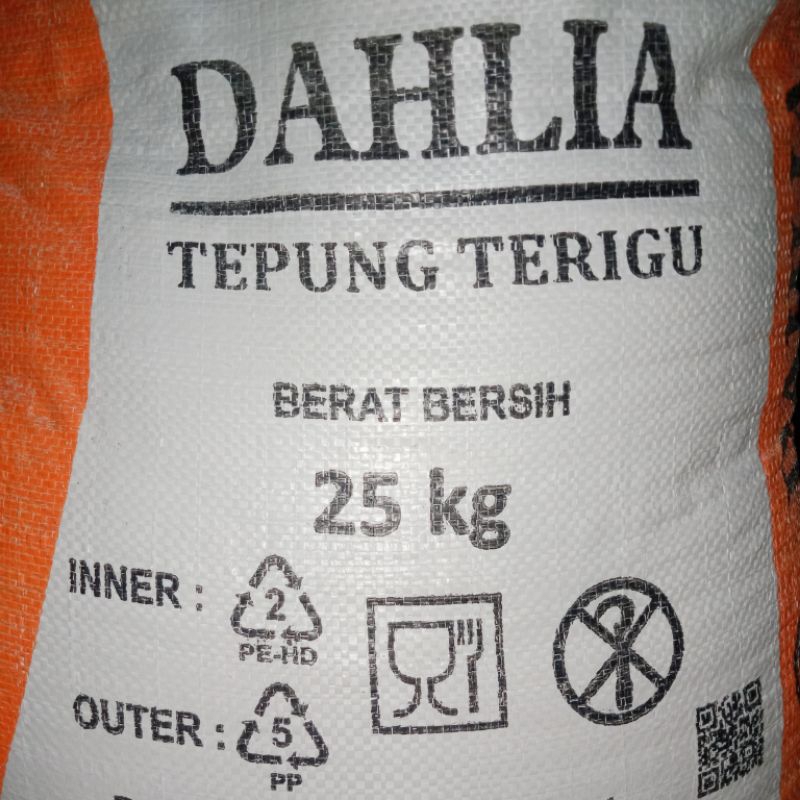 DAHLIA
TEPUNG TERIGU
BERAT BERSIH
25 kg
INNER :
2
PE-HD
OUTER :
5
PP